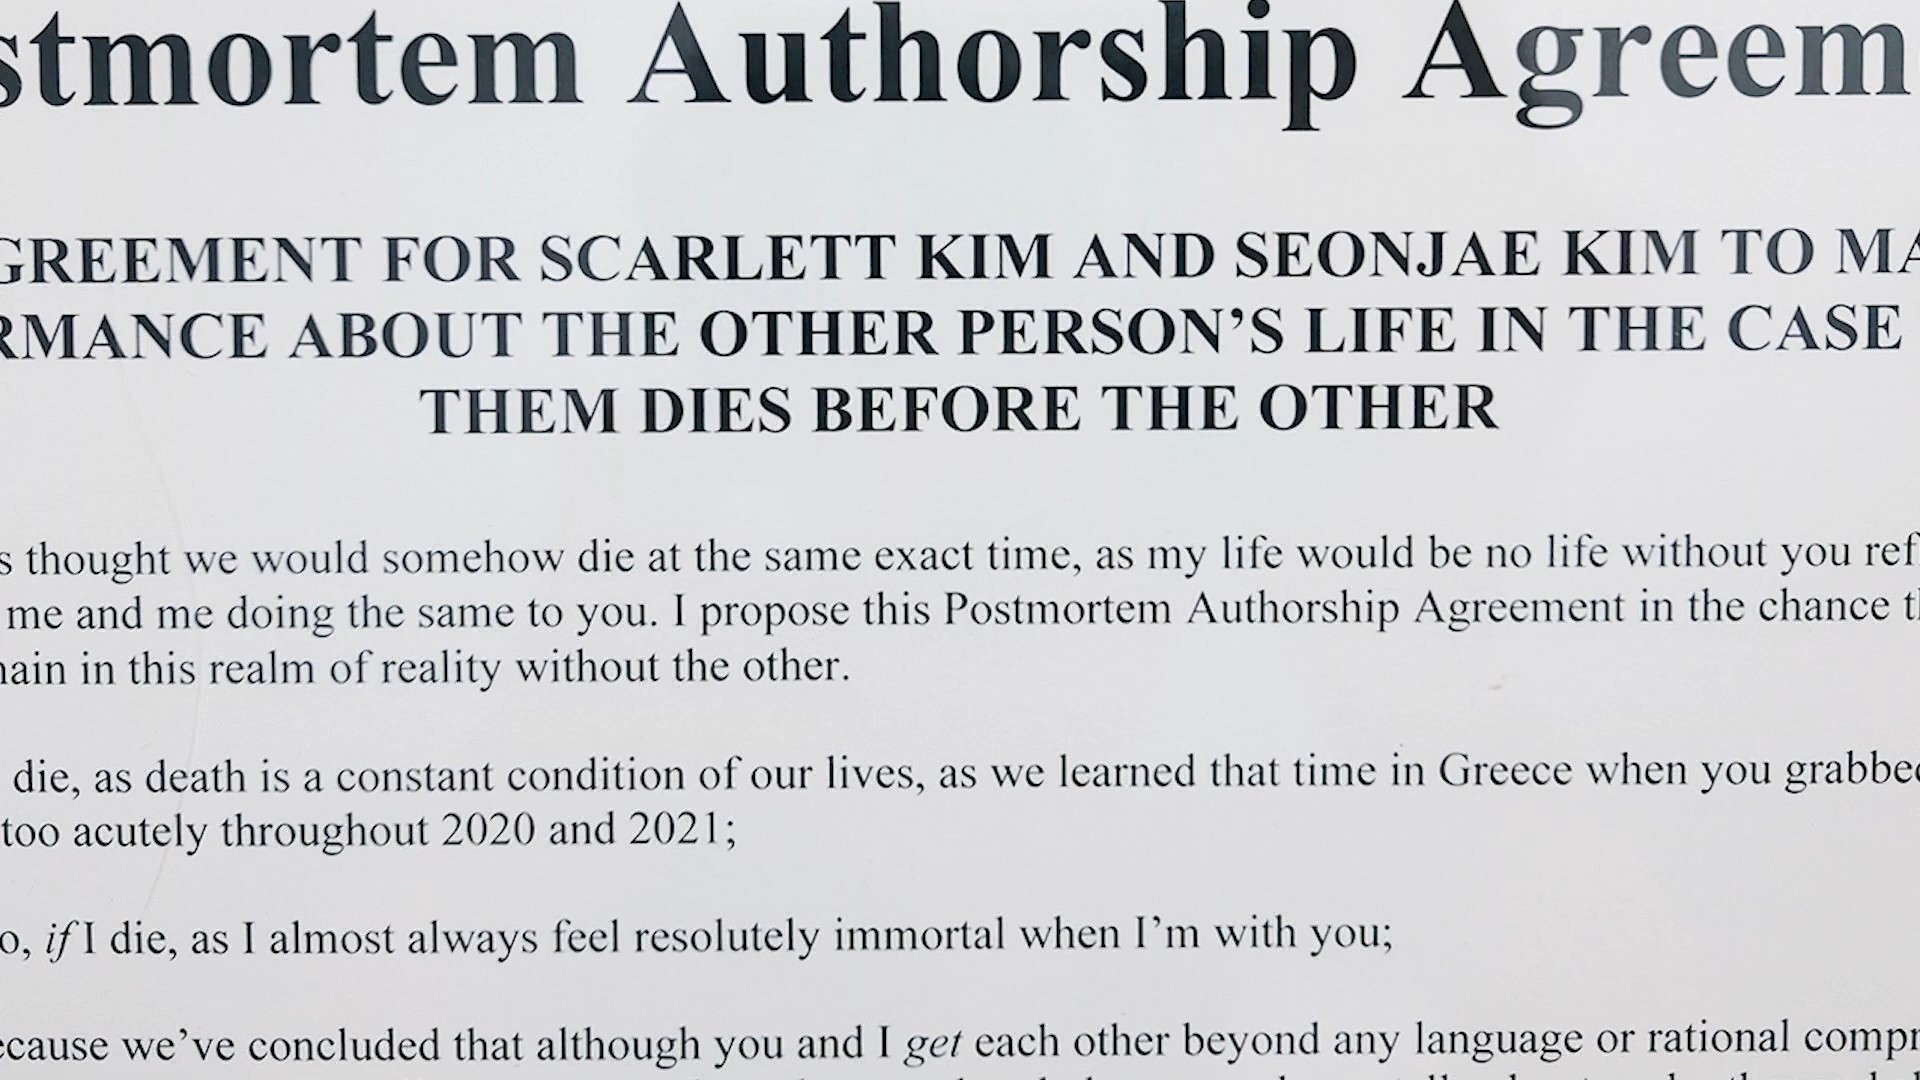 stmortem Authorship Agreem
GREEMENT FOR SCARLETT KIM AND SEONJAE KIM TO MA
RMANCE ABOUT THE OTHER PERSON’S LIFE IN THE CASE
THEM DIES BEFORE THE OTHER
s thought we would somehow die at the same exact time, as my life would be no life without you ref
me and me doing the same to you. I propose this Postmortem Authorship Agreement in the chance t
ain in this realm of reality without the other.
die, as death is a constant condition of our lives, as we learned that time in Greece when you grabbe
too acutely throughout 2020 and 2021;
o, if I die, as I almost always feel resolutely immortal when I’m with you;
ecause we’ve concluded that although you and I get each other beyond any language or rational compr